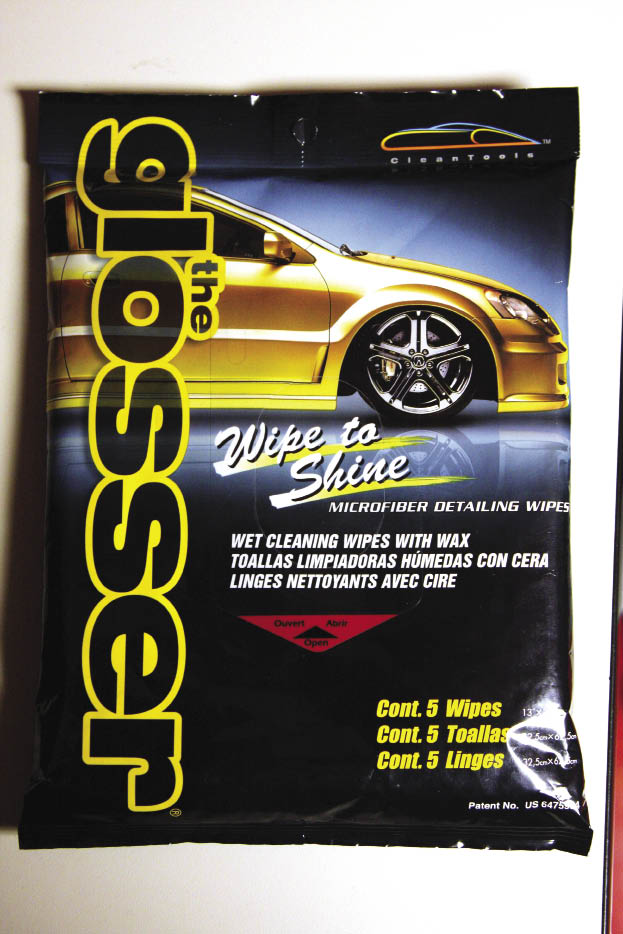 CleanTools
TM
the
glosser
®
Wipe to
Shine
MICROFIBER DETAILING WIPES
WET CLEANING WIPES WITH WAX
TOALLAS LIMPIADORAS HÚMEDAS CON CERA
LINGES NETTOYANTS AVEC CIRE
Ouvert Abrir
Open
Cont. 5 Wipes
Cont. 5 Toallas
Cont. 5 Linges
Patent No. US